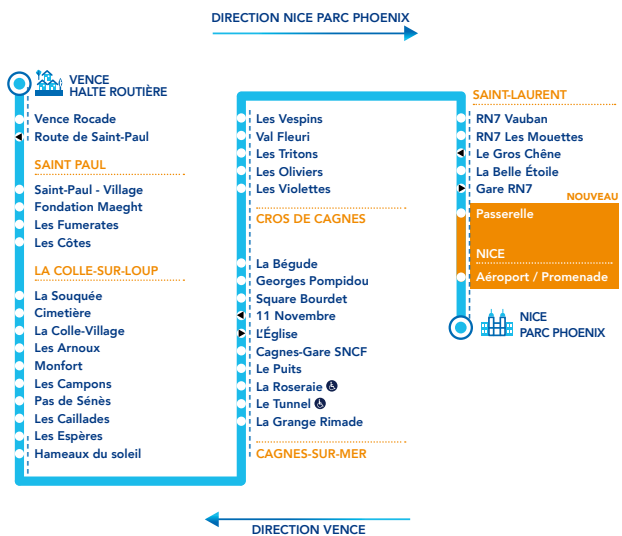 DIRECTION NICE PARC PHOENIX
VENCE
HALTE ROUTIÈRE
Vence Rocade
Route de Saint-Paul
SAINT PAUL
Saint-Paul - Village
Fondation Maeght
Les Fumerates
Les Côtes
LA COLLE-SUR-LOUP
La Souquée
Cimetière
La Colle-Village
Les Arnoux
Monfort
Les Campons
Pas de Sénès
Les Caillades
Les Espères
Hameaux du soleil
Les Vespins
Val Fleuri
Les Tritons
Les Oliviers
Les Violettes
CROS DE CAGNES
La Bégude
Georges Pompidou
Square Bourdet
11 Novembre
L'Église
Cagnes-Gare SNCF
Le Puits
La Roseraie
Le Tunnel
La Grange Rimade
CAGNES-SUR-MER
SAINT-LAURENT
RN7 Vauban
RN7 Les Mouettes
Le Gros Chêne
La Belle Étoile
Gare RN7
NOUVEAU
Passerelle
NICE
Aéroport / Promenade
NICE
PARC PHOENIX
DIRECTION VENCE